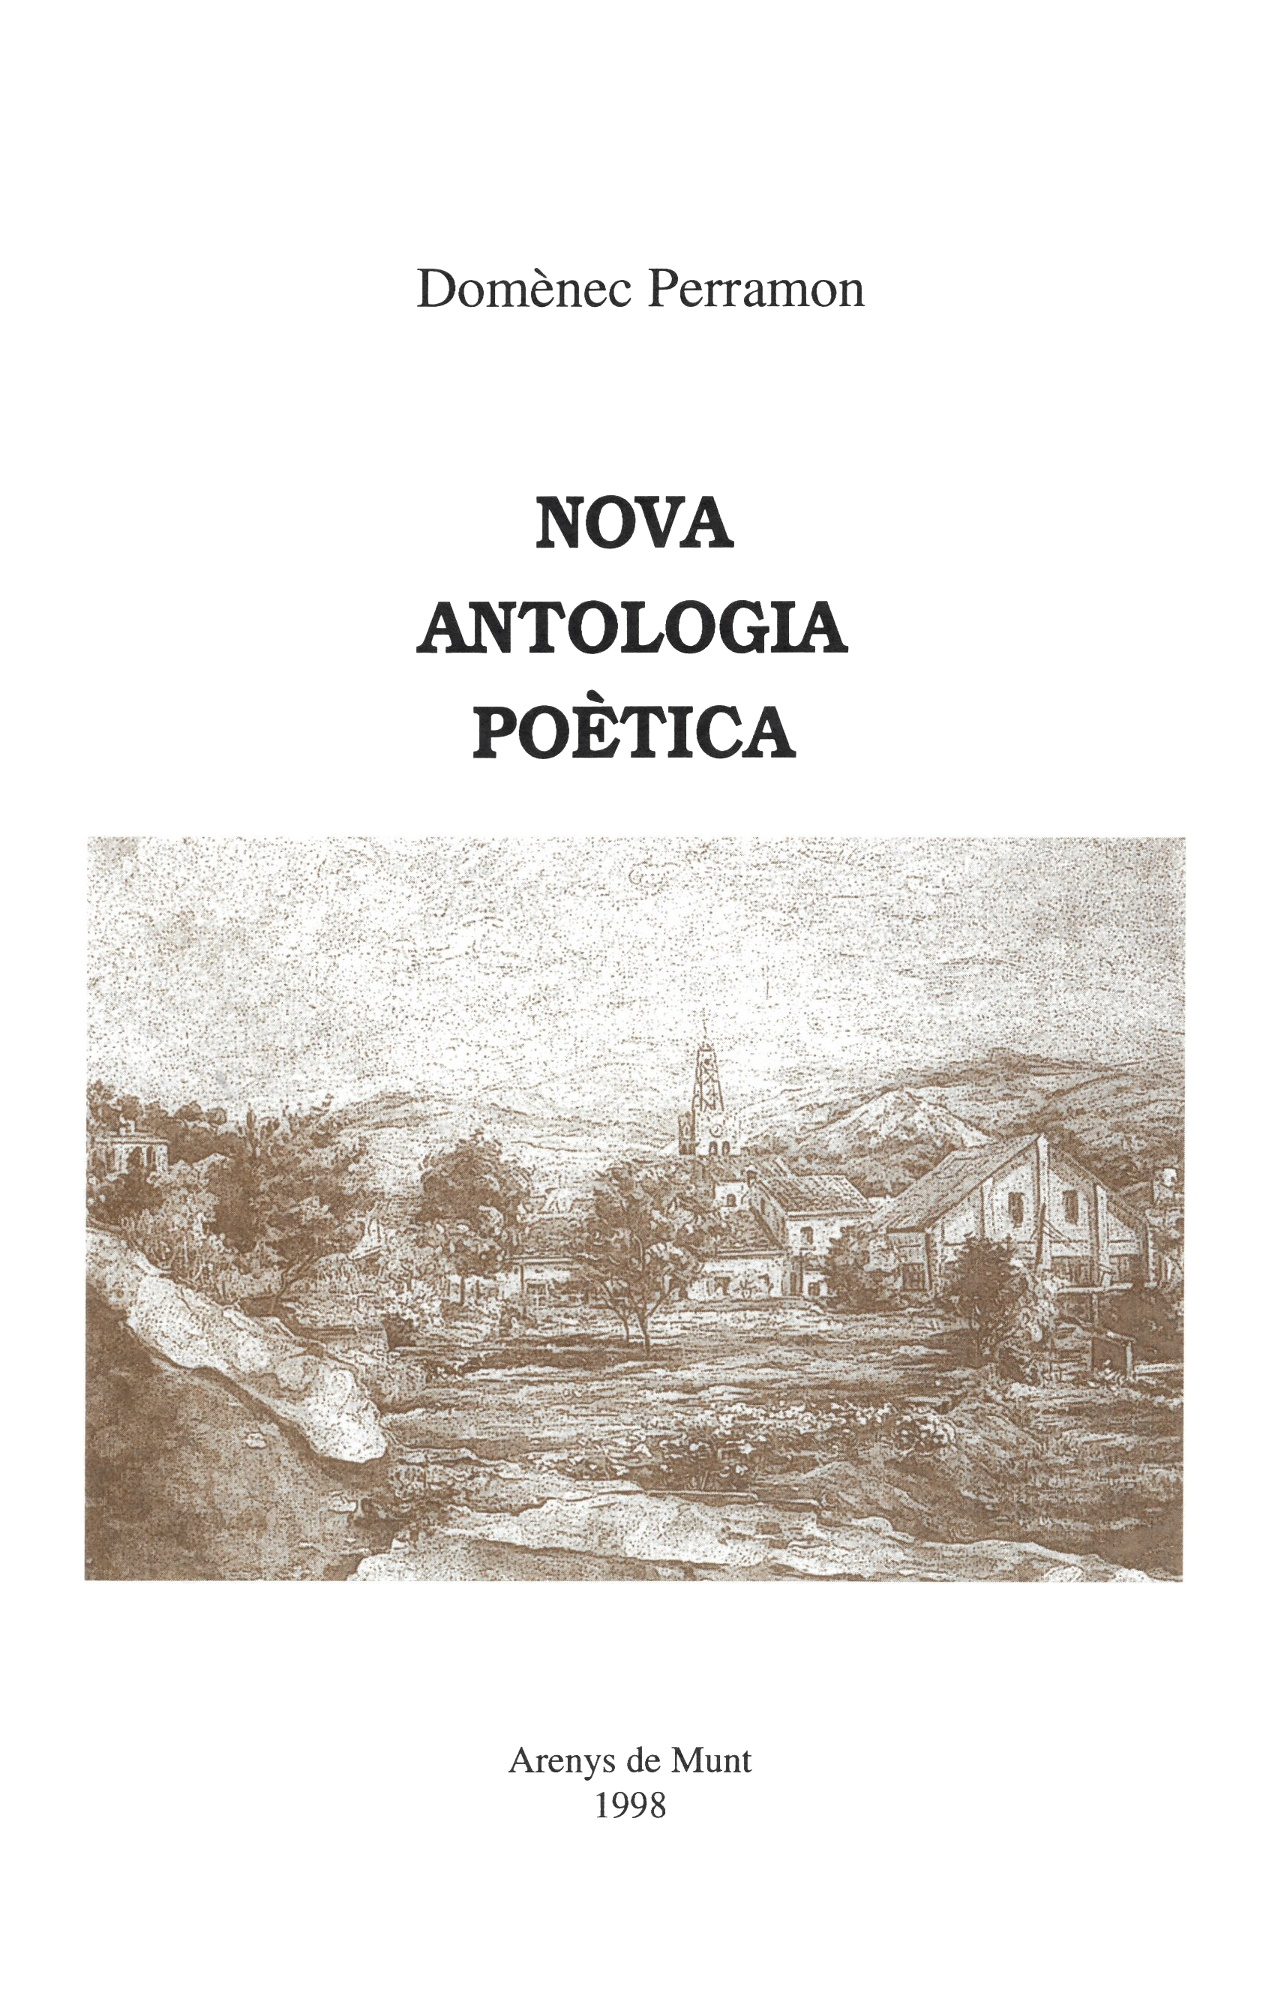 Domènec Perramon
NOVA
ANTOLOGIA
POÈTICA
Arenys de Munt
1998